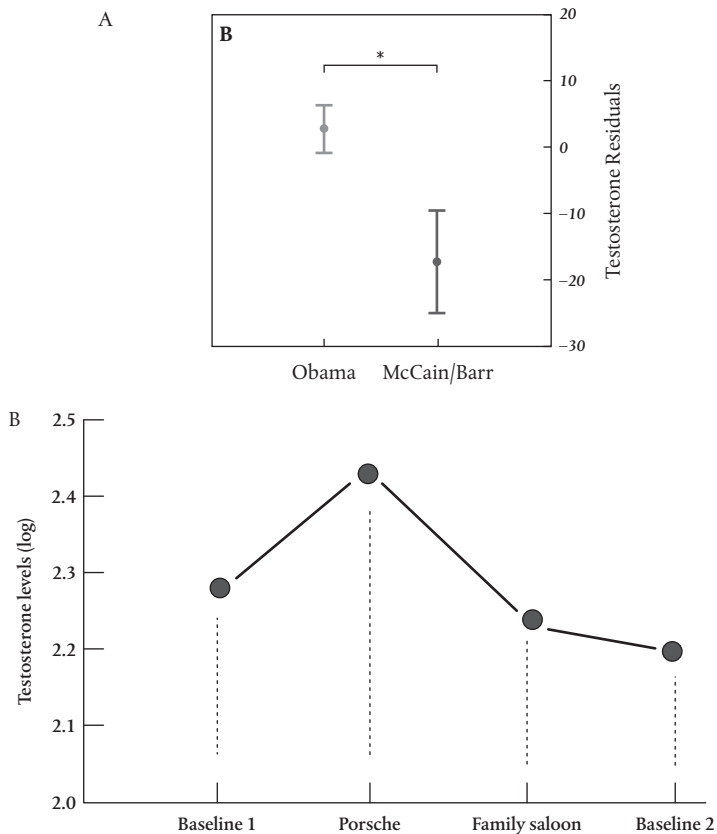 A
B
*
20
10
0
–10
–20
–30
Testosterone Residuals
Obama McCain/Barr
B
2.5
2.4
2.3
2.2
2.1
2.0
Testosterone levels (log)
Baseline 1 Porsche Family saloon Baseline 2